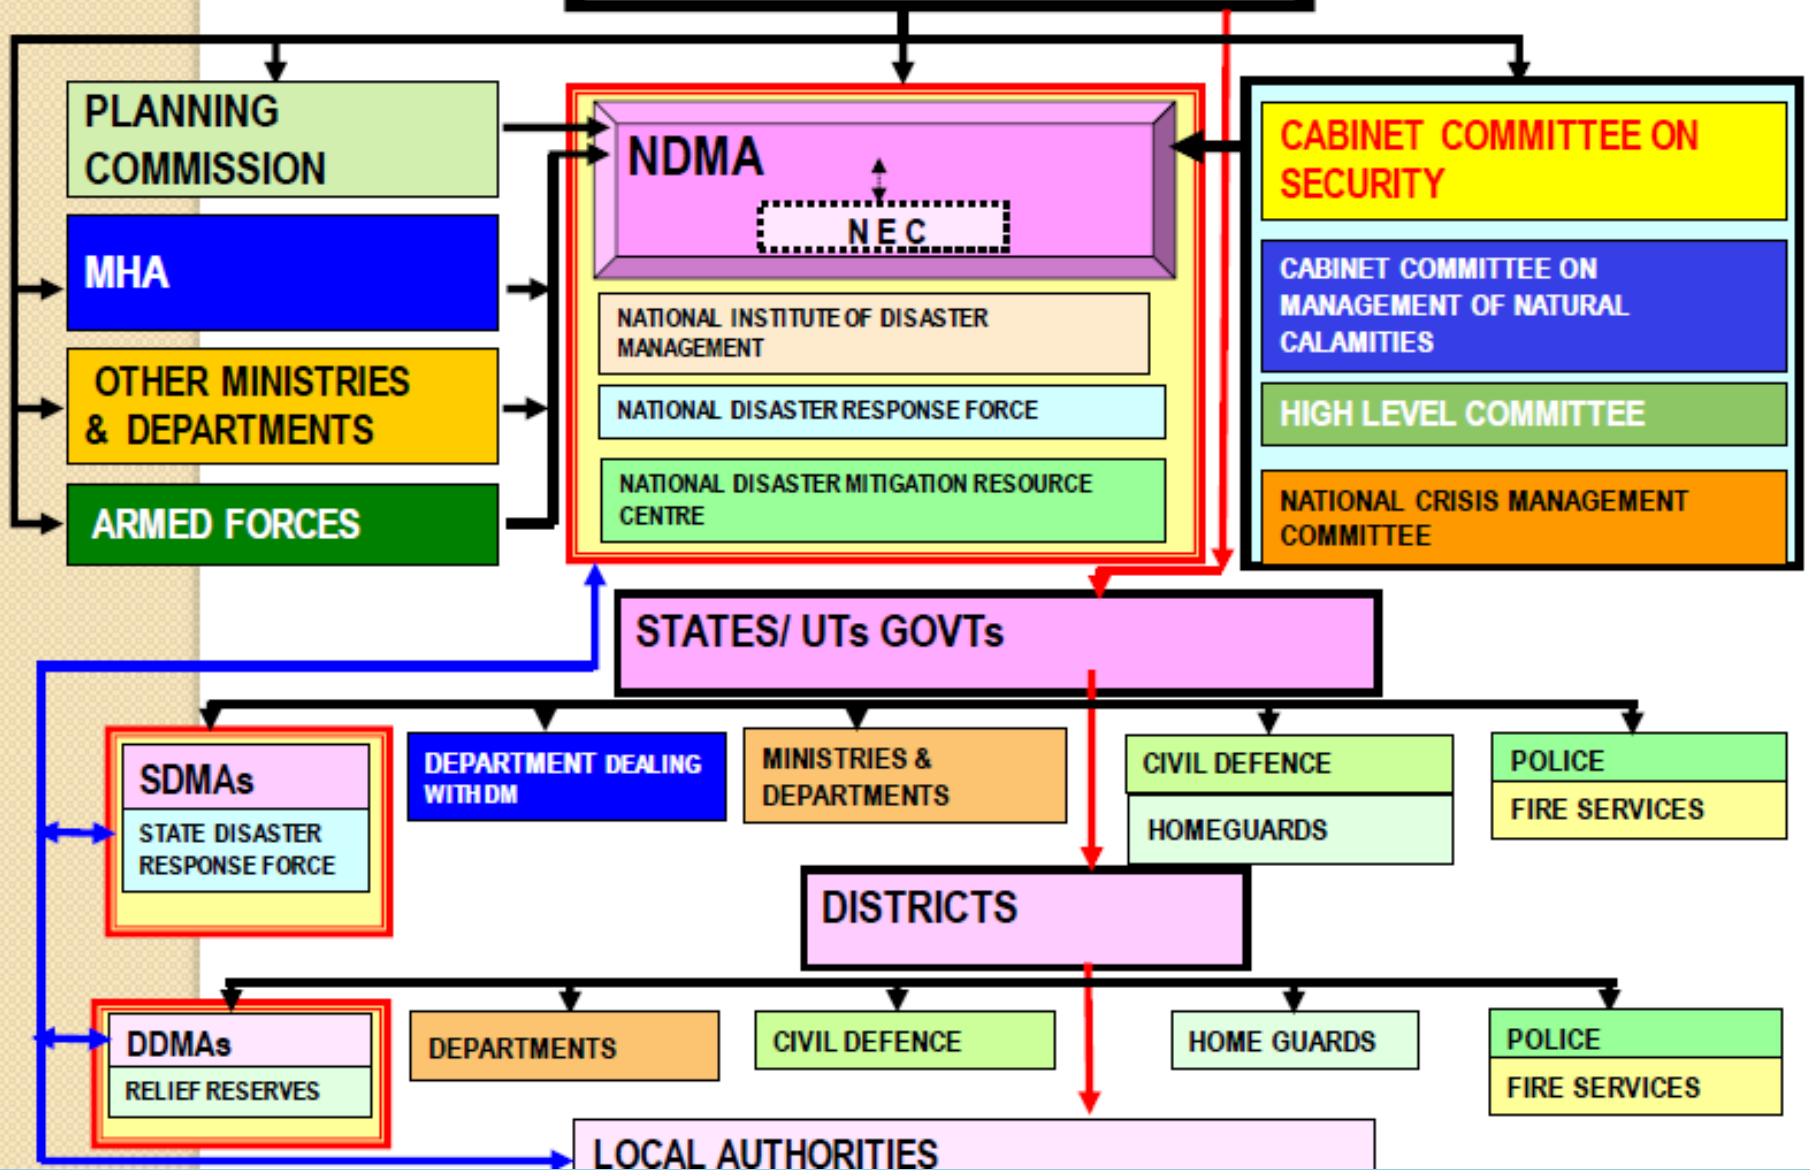 PLANNING
COMMISSION
MHA
OTHER MINISTRIES
& DEPARTMENTS
ARMED FORCES
NDMA
N E C
NATIONAL INSTITUTE OF DISASTER
MANAGEMENT
NATIONAL DISASTER RESPONSE FORCE
NATIONAL DISASTER MITIGATION RESOURCE
CENTRE
CABINET COMMITTEE ON
SECURITY
CABINET COMMITTEE ON
MANAGEMENT OF NATURAL
CALAMITIES
HIGH LEVEL COMMITTEE
NATIONAL CRISIS MANAGEMENT
COMMITTEE
STATES/ UTs GOVTs
SDMAs
STATE DISASTER
RESPONSE FORCE
DEPARTMENT DEALING
WITH DM
MINISTRIES &
DEPARTMENTS
CIVIL DEFENCE
HOMEGUARDS
POLICE
FIRE SERVICES
DISTRICTS
DDMAs
RELIEF RESERVES
DEPARTMENTS
CIVIL DEFENCE
HOME GUARDS
POLICE
FIRE SERVICES
LOCAL AUTHORITIES